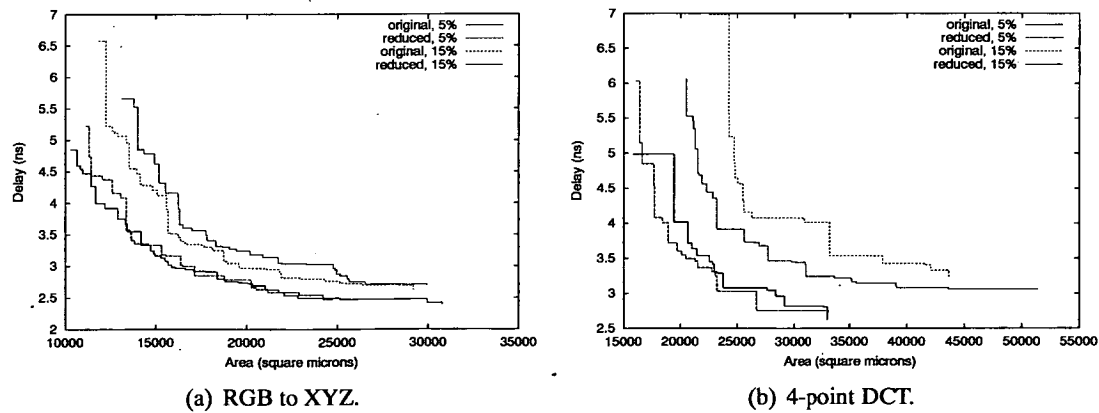 7
6.5
6
5.5
5
4.5
4
3.5
3
2.5
2
Delay (ns)
10000 15000 20000 25000 30000 35000
Area (square microns)
original, 5%
reduced, 5%
original, 15%
reduced, 15%
(a) RGB to XYZ.
7
6.5
6
5.5
5
4.5
4
3.5
3
2.5
Delay (ns)
15000 20000 25000 30000 35000 40000 45000 50000 55000
Area (square microns)
original, 5%
reduced, 5%
original, 15%
reduced, 15%
(b) 4-point DCT.